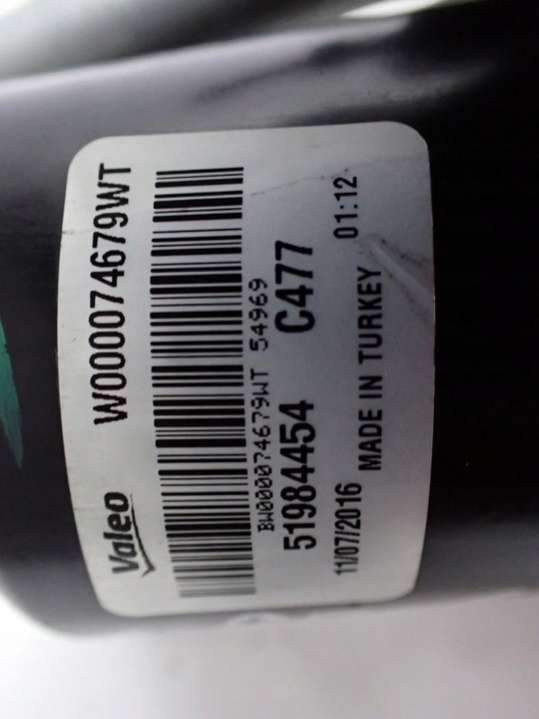 Valeo W000074679WT
BW000074679WT 54969
51984454 C477
11/07/2016 MADE IN TURKEY 01:12